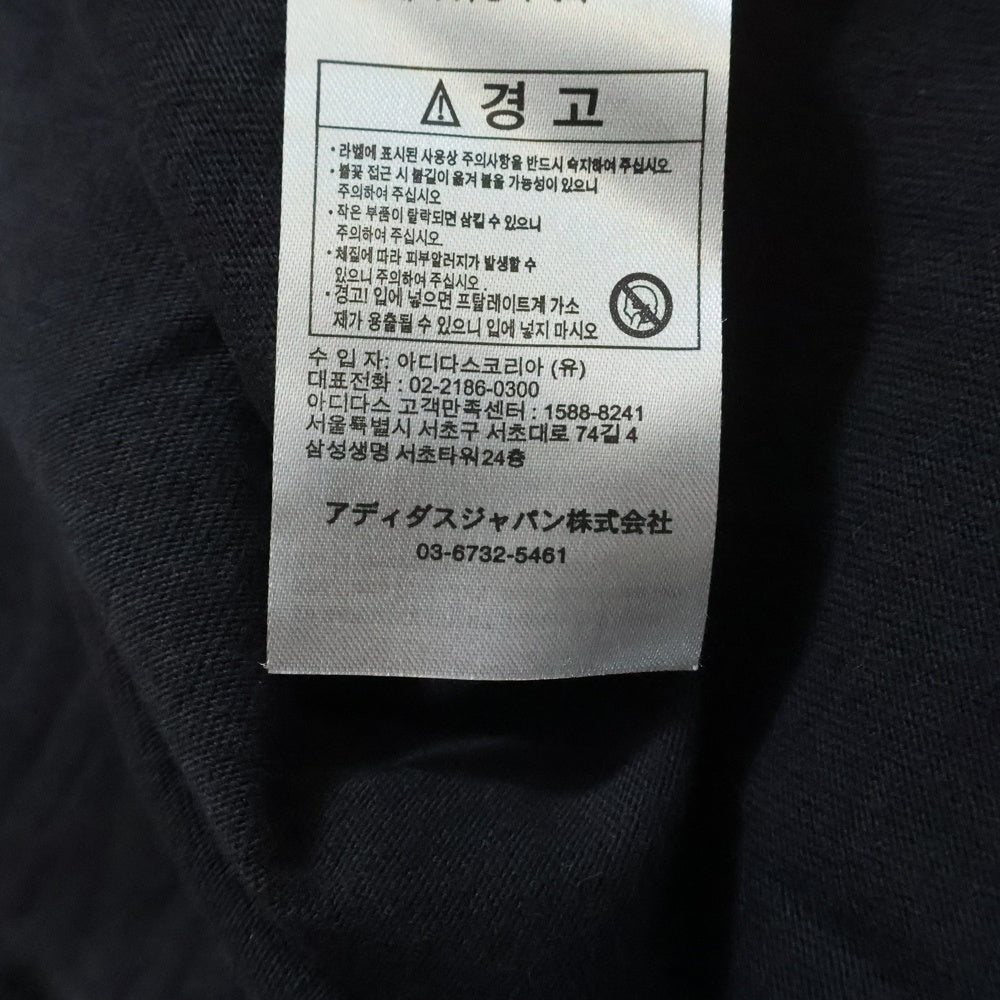 ⚠ 경 고
・라벨에 표시된 사용상 주의사항을 반드시 숙지하여 주십시오.
・불꽃 접근 시 불길이 옮겨 붙을 가능성이 있으니
주의하여 주십시오
・작은 부품이 탈락되면 삼킬 수 있으니
주의하여 주십시오.
・체질에 따라 피부알러지가 발생할 수
있으니 주의하여 주십시오.
・경고! 입에 넣으면 프탈레이트계 가소
제가 용출될 수 있으니 입에 넣지 마시오
수 입 자: 아디다스코리아 (유)
대표전화 : 02-2186-0300
아디다스 고객만족센터 : 1588-8241
서울특별시 서초구 서초대로 74길 4
삼성생명 서초타워24층
アディダスジャパン株式会社
03-6732-5461